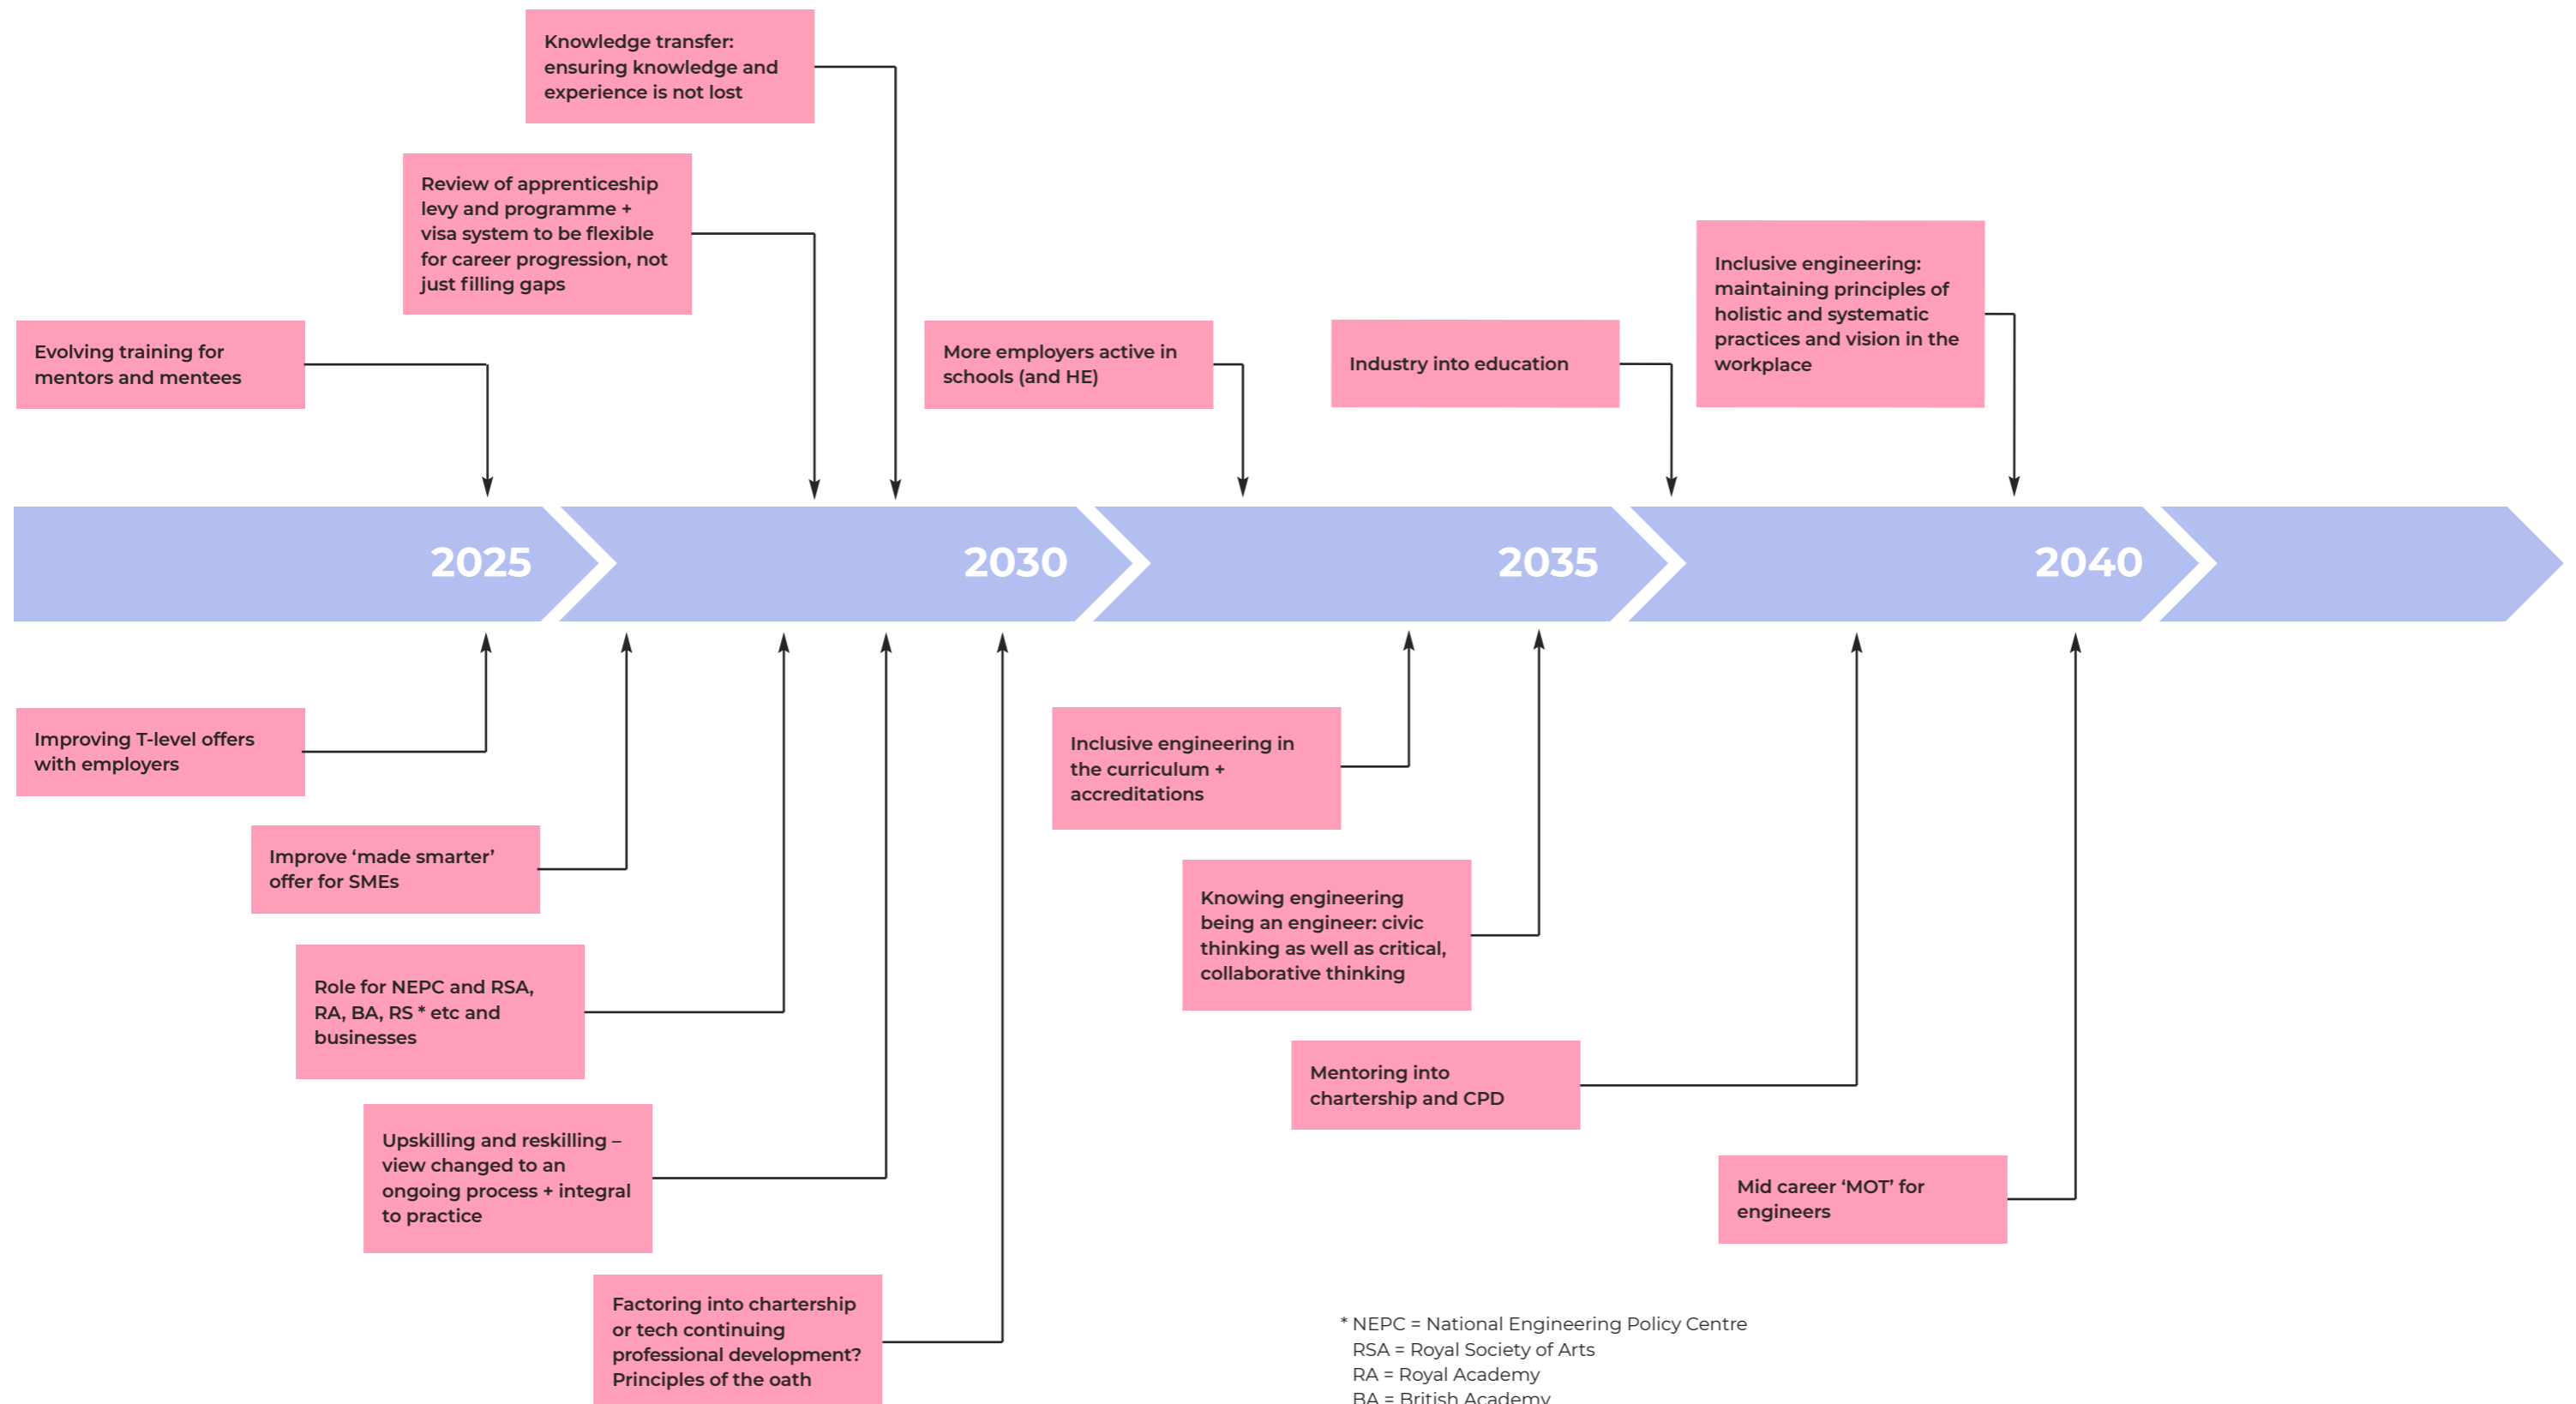 Knowledge transfer:
ensuring knowledge and
experience is not lost
Review of apprenticeship
levy and programme +
visa system to be flexible
for career progression, not
just filling gaps
Evolving training for
mentors and mentees
More employers active in
schools (and HE)
Industry into education
Inclusive engineering:
maintaining principles of
holistic and systematic
practices and vision in the
workplace
2025
2030
2035
2040
Improving T-level offers
with employers
Improve ‘made smarter’
offer for SMEs
Role for NEPC and RSA,
RA, BA, RS * etc and
businesses
Upskilling and reskilling –
view changed to an
ongoing process + integral
to practice
Factoring into chartership
or tech continuing
professional development?
Principles of the oath
Inclusive engineering in
the curriculum +
accreditations
Knowing engineering
being an engineer: civic
thinking as well as critical,
collaborative thinking
Mentoring into
chartership and CPD
Mid career ‘MOT’ for
engineers
* NEPC = National Engineering Policy Centre
RSA = Royal Society of Arts
RA = Royal Academy
BA = British Academy